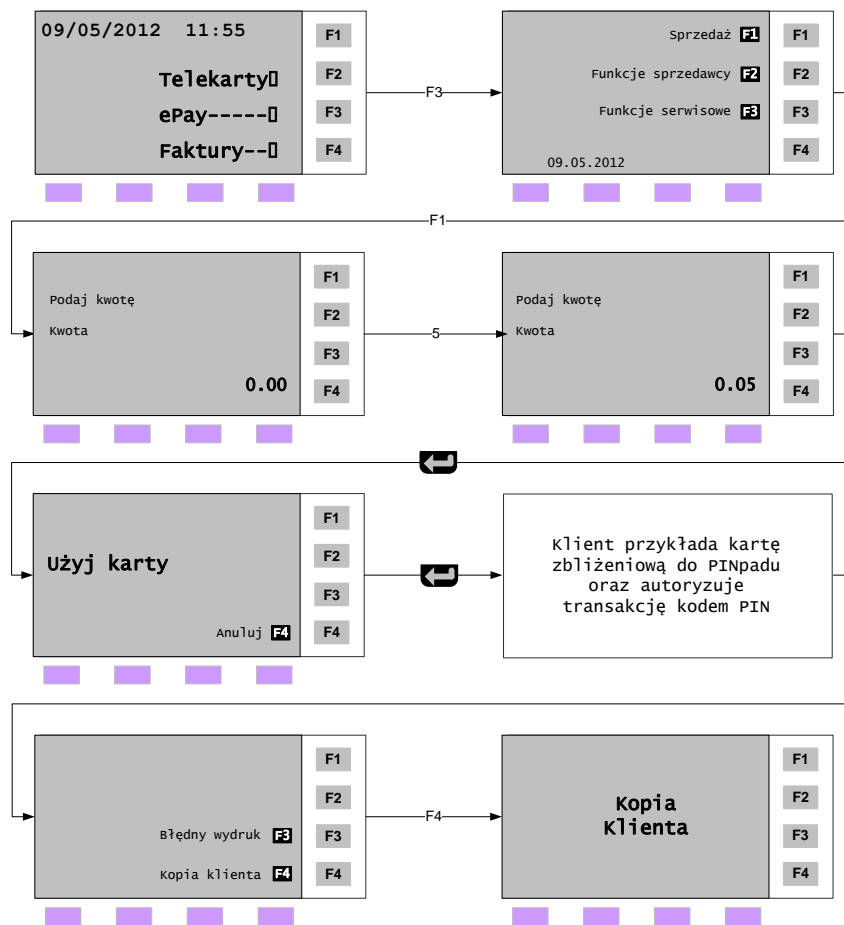 09/05/2012 11:55
F1
Telekarty▯
F2
ePay-----▯
F3
Faktury--▯
F4
F3
Sprzedaż F1
F1
Funkcje sprzedawcy F2
F2
Funkcje serwisowe F3
F3
09.05.2012
F4
F1
Podaj kwotę
Kwota
0.00
F1
F2
F3
F4
5
Podaj kwotę
Kwota
0.05
F1
F2
F3
F4
Użyj karty
Anuluj F4
F1
F2
F3
F4
Klient przykłada kartę
zbliżeniową do PINpadu
oraz autoryzuje
transakcję kodem PIN
Błędny wydruk F3
Kopia klienta F4
F1
F2
F3
F4
F4
Kopia
Klienta
F1
F2
F3
F4